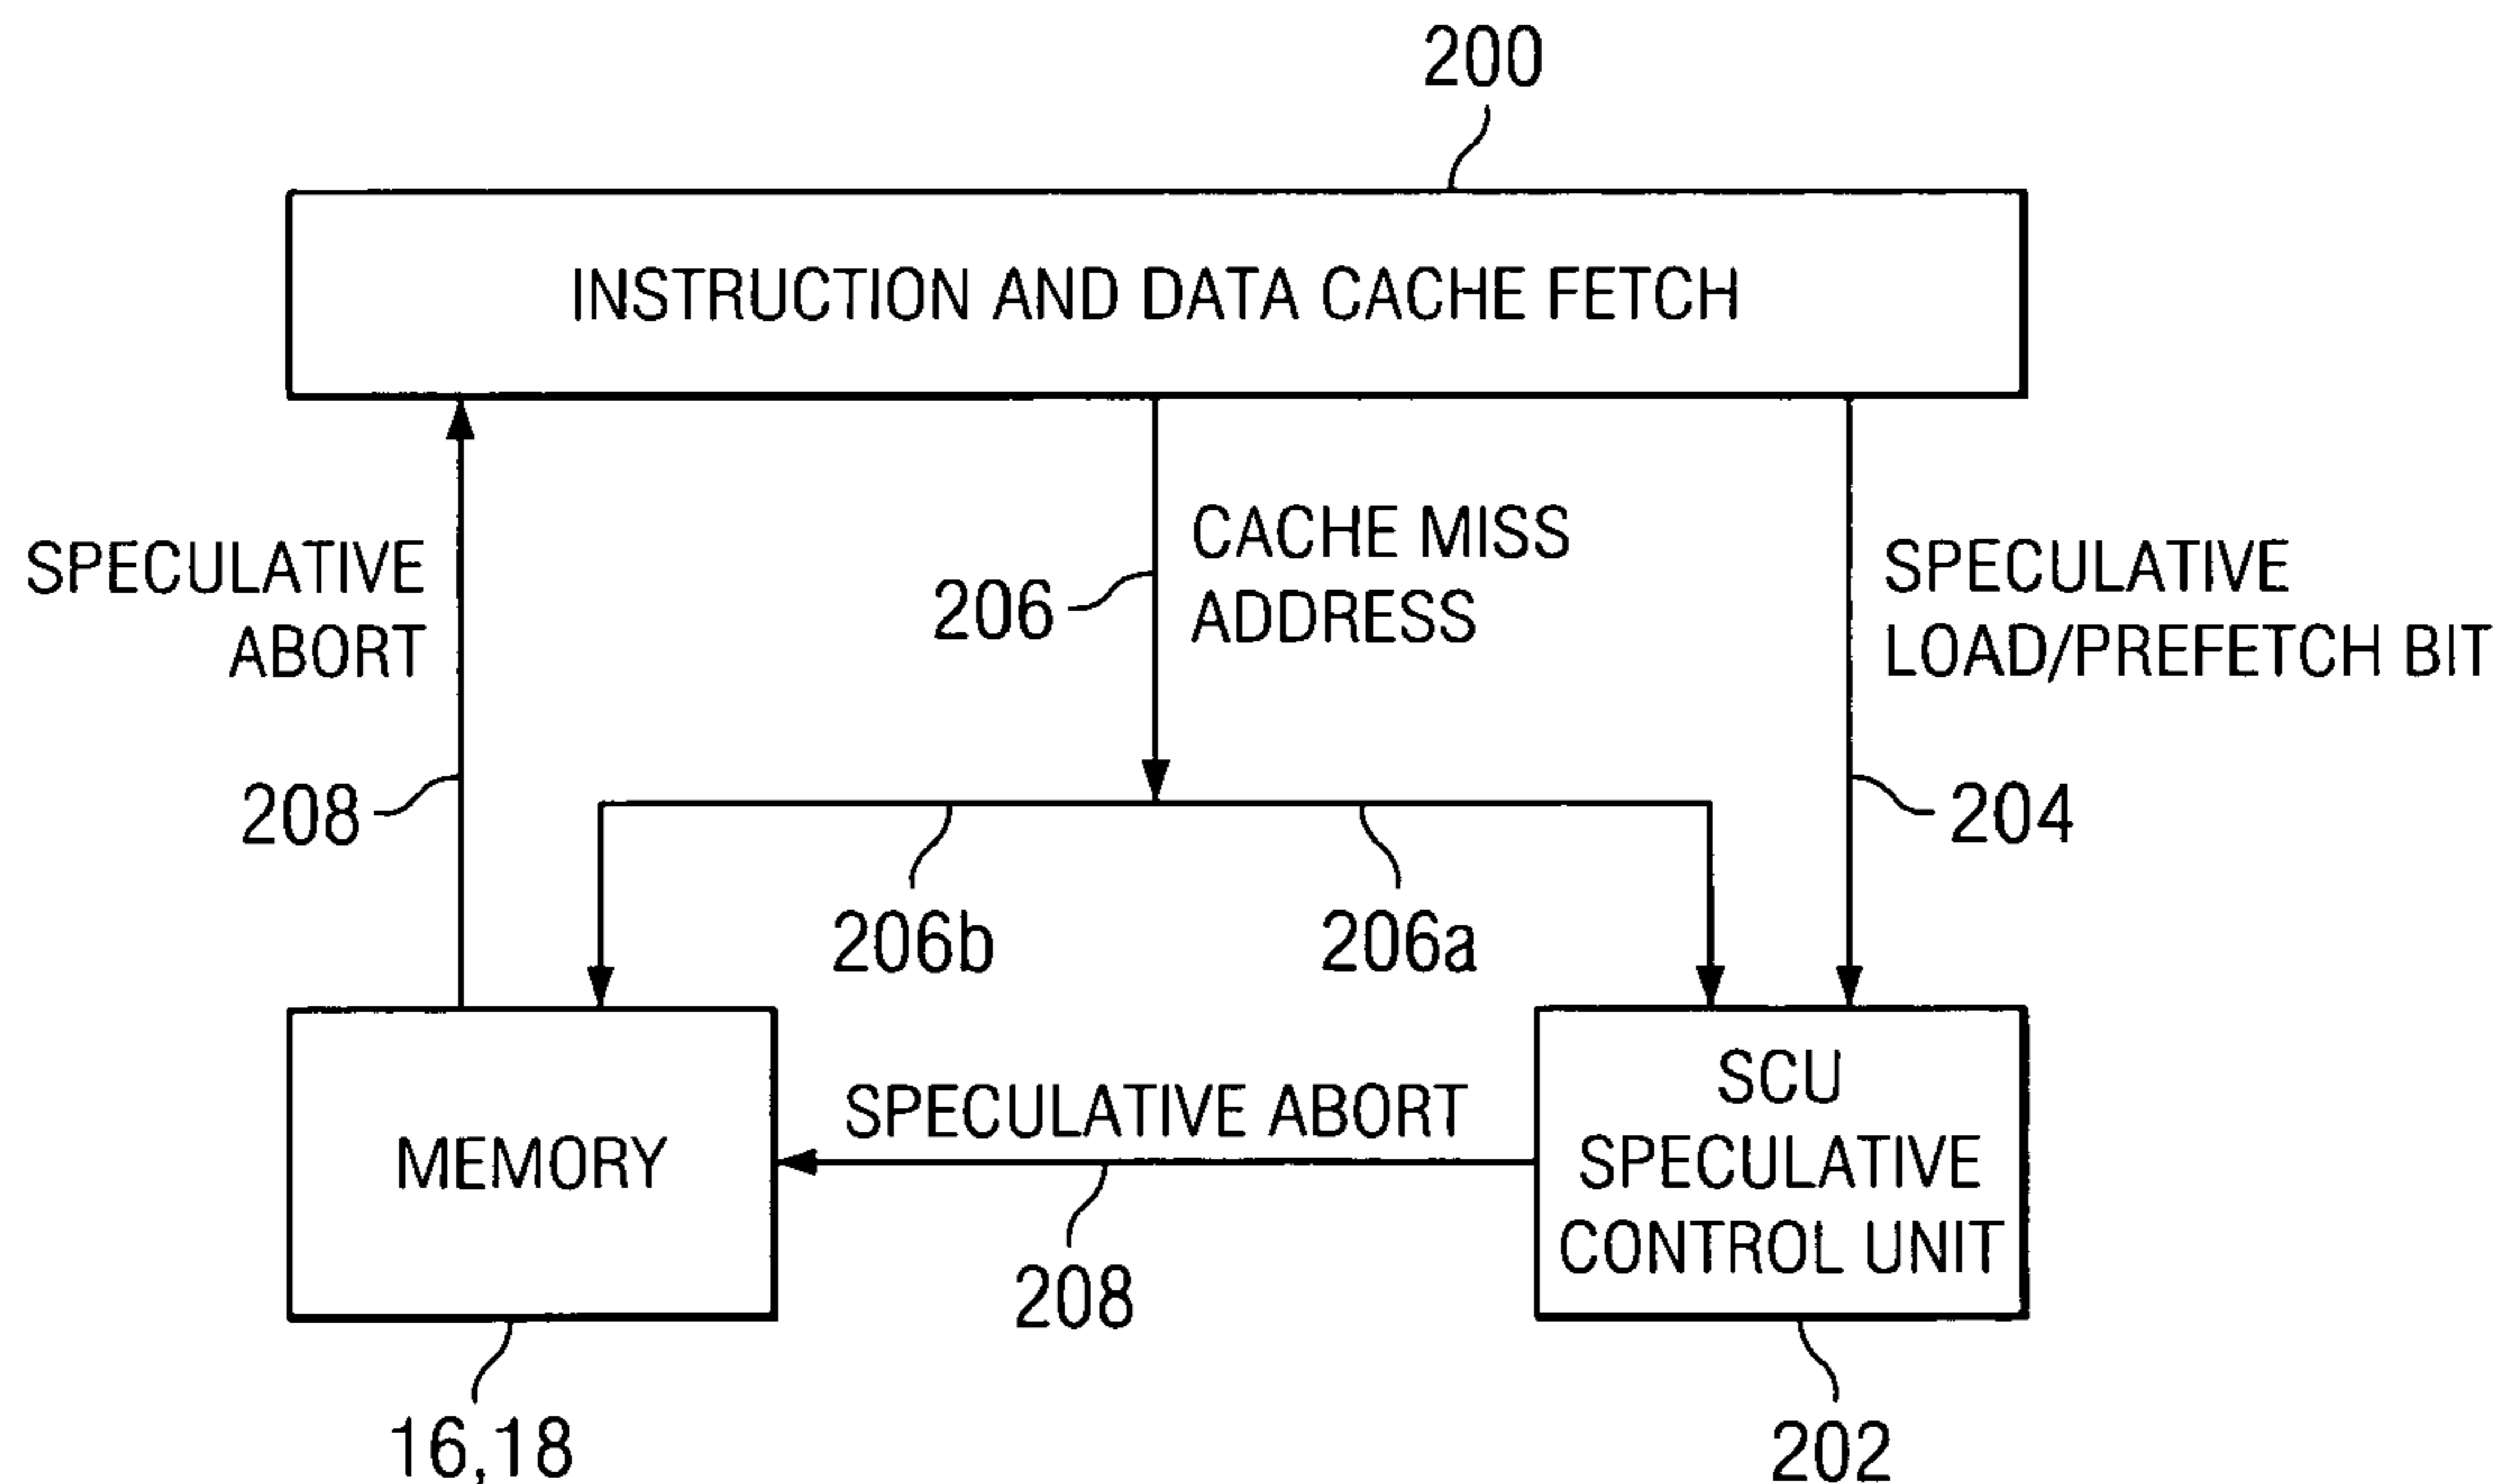 200
INSTRUCTION AND DATA CACHE FETCH
SPECULATIVE
ABORT
208
206
CACHE MISS
ADDRESS
SPECULATIVE
LOAD/PREFETCH BIT
204
206b
206a
MEMORY
16,18
SPECULATIVE ABORT
208
SCU
SPECULATIVE
CONTROL UNIT
202